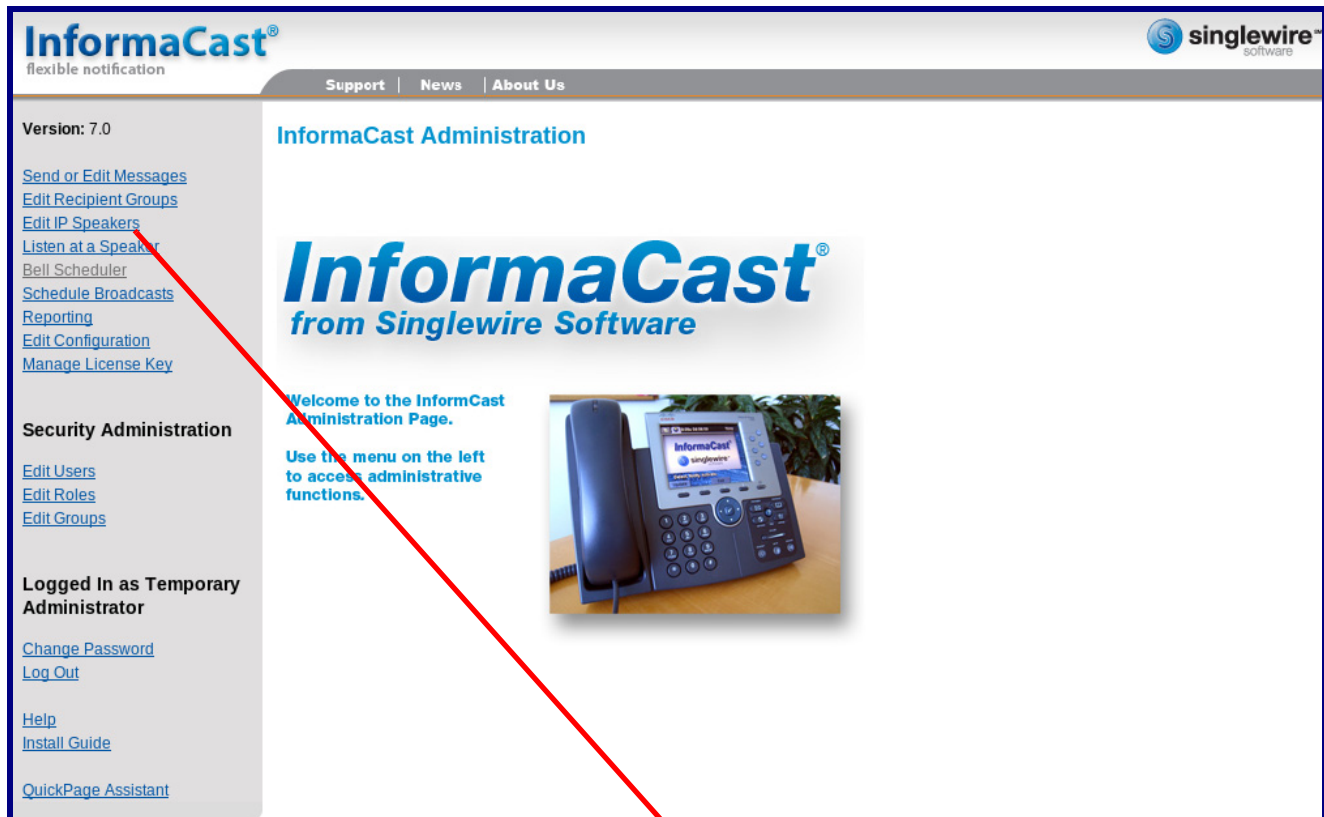 InformaCast®
flexible notification
singlewire
software
Support | News | About Us
Version: 7.0
Send or Edit Messages
Edit Recipient Groups
Edit IP Speakers
Listen at a Speaker
Bell Scheduler
Schedule Broadcasts
Reporting
Edit Configuration
Manage License Key
Security Administration
Edit Users
Edit Roles
Edit Groups
Logged In as Temporary
Administrator
Change Password
Log Out
Help
Install Guide
QuickPage Assistant
InformaCast Administration
InformaCast®
from Singlewire Software
Welcome to the InformCast
Administration Page.
Use the menu on the left
to access administrative
functions.
InformaCast
singlewire